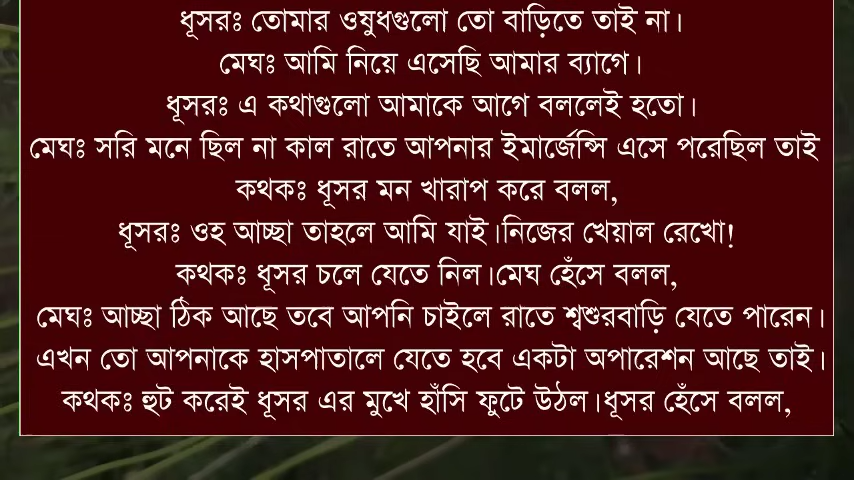 ধূসরঃ তোমার ওষুধগুলো তো বাড়িতে তাই না।
মেঘঃ আমি নিয়ে এসেছি আমার ব্যাগে।
ধূসরঃ এ কথাগুলো আমাকে আগে বললেই হতো।
মেঘঃ সরি মনে ছিল না কাল রাতে আপনার ইমার্জেন্সি এসে পরেছিল তাই
কথকঃ ধূসর মন খারাপ করে বলল,
ধূসরঃ ওহ আচ্ছা তাহলে আমি যাই।নিজের খেয়াল রেখো!
কথকঃ ধূসর চলে যেতে নিল।মেঘ হেঁসে বলল,
মেঘঃ আচ্ছা ঠিক আছে তবে আপনি চাইলে রাতে শ্বশুরবাড়ি যেতে পারেন।
এখন তো আপনাকে হাসপাতালে যেতে হবে একটা অপারেশন আছে তাই।
কথকঃ হুট করেই ধূসর এর মুখে হাঁসি ফুটে উঠল।ধূসর হেঁসে বলল,